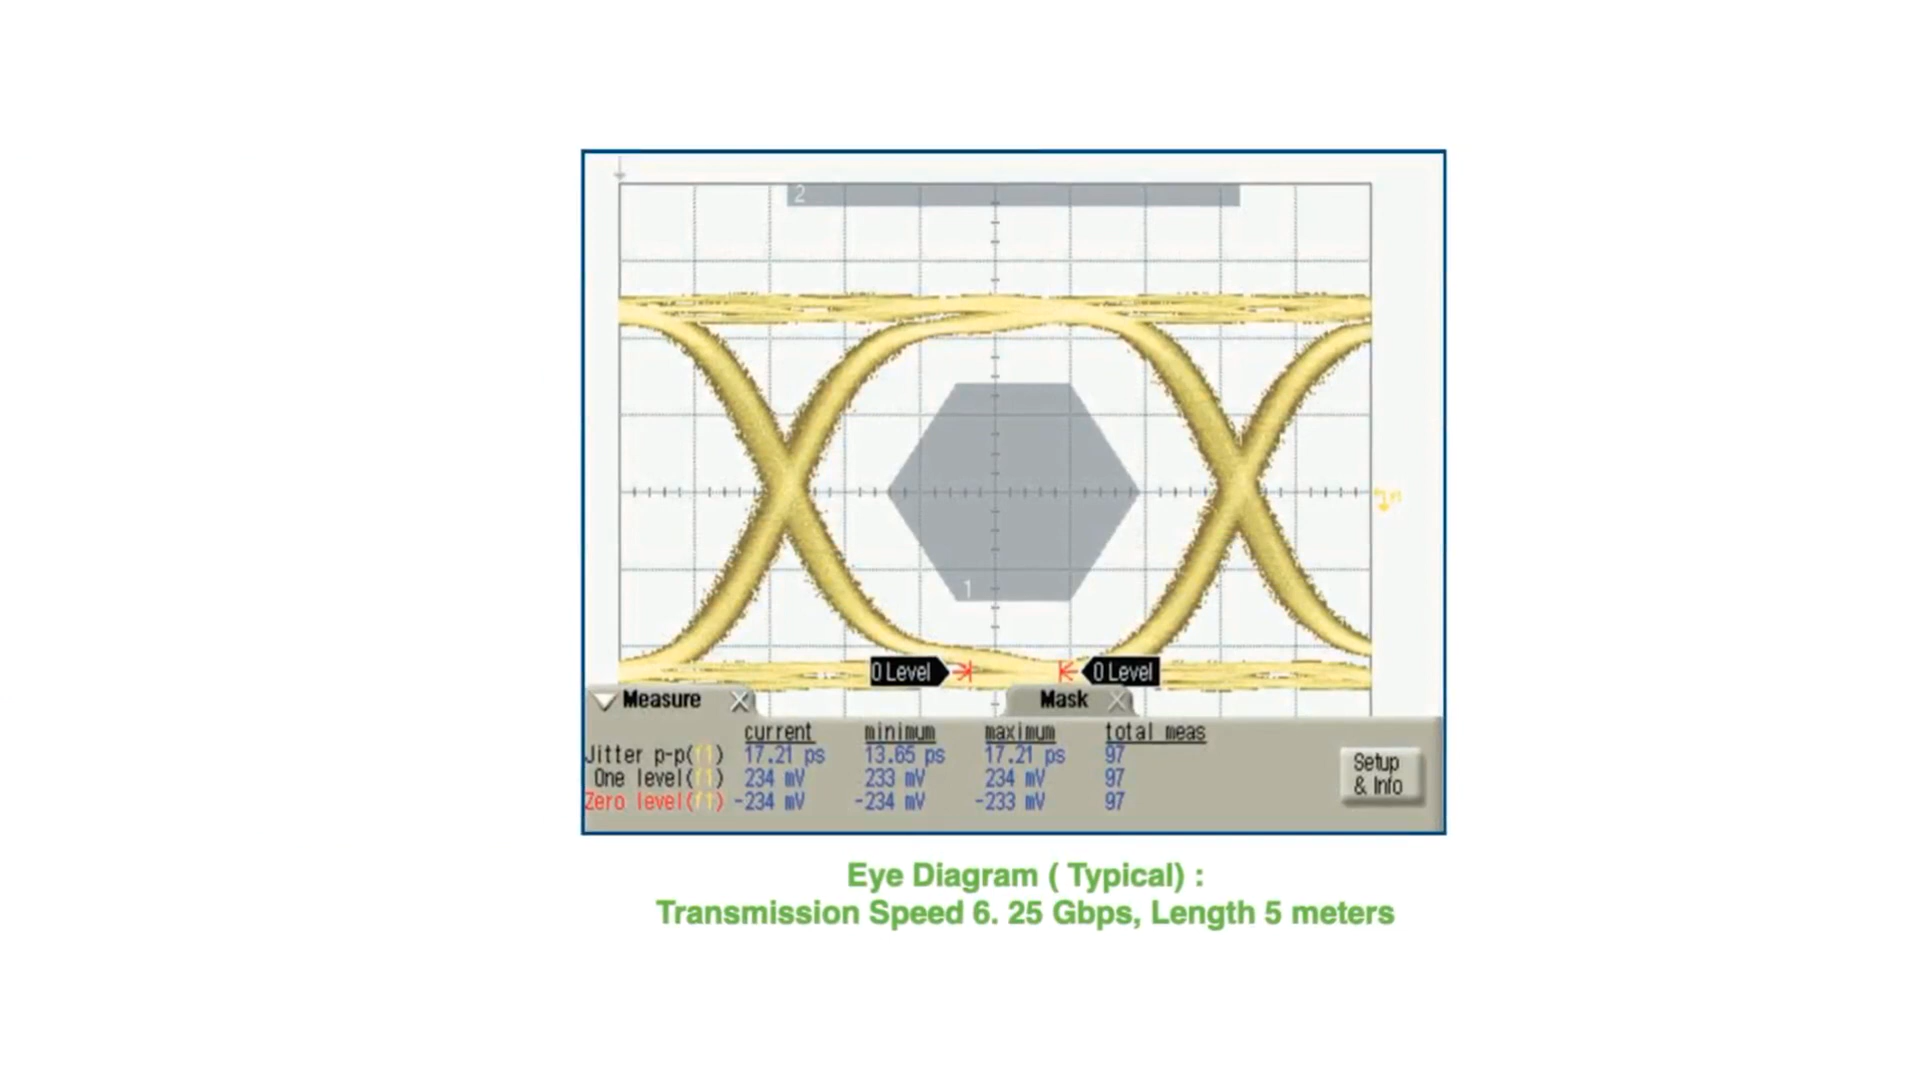 2
1
0 Level 0 Level
Measure Mask
current minimum maximum total meas
Jitter p-p(f1) 17.21 ps 13.65 ps 17.21 ps 97
One level(f1) 234 mV 233 mV 234 mV 97
Zero level(f1) -234 mV -234 mV -233 mV 97
Setup
& Info
Eye Diagram ( Typical) :
Transmission Speed 6. 25 Gbps, Length 5 meters